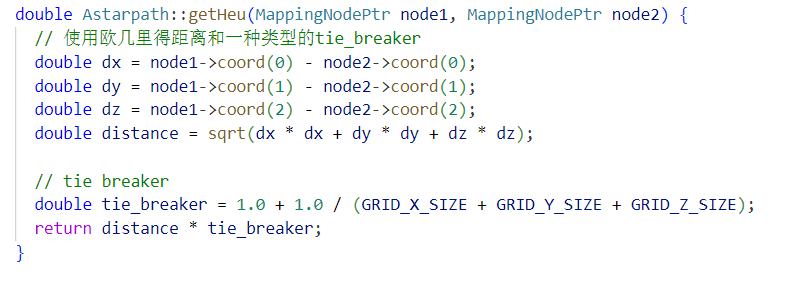 double Astarpath::getHeu(MappingNodePtr node1, MappingNodePtr node2) {
  // 使用欧几里得距离和一种类型的tie_breaker
  double dx = node1->coord(0) - node2->coord(0);
  double dy = node1->coord(1) - node2->coord(1);
  double dz = node1->coord(2) - node2->coord(2);
  double distance = sqrt(dx * dx + dy * dy + dz * dz);

  // tie breaker
  double tie_breaker = 1.0 + 1.0 / (GRID_X_SIZE + GRID_Y_SIZE + GRID_Z_SIZE);
  return distance * tie_breaker;
}